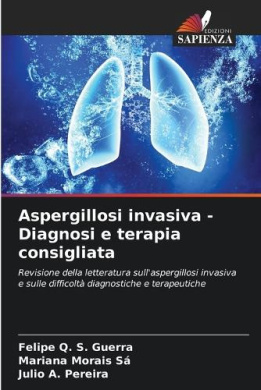 EDIZIONI
SAPIENZA
Aspergillosi invasiva -
Diagnosi e terapia
consigliata
Revisione della letteratura sull'aspergillosi invasiva
e sulle difficoltà diagnostiche e terapeutiche
Felipe Q. S. Guerra
Mariana Morais Sá
Julio A. Pereira